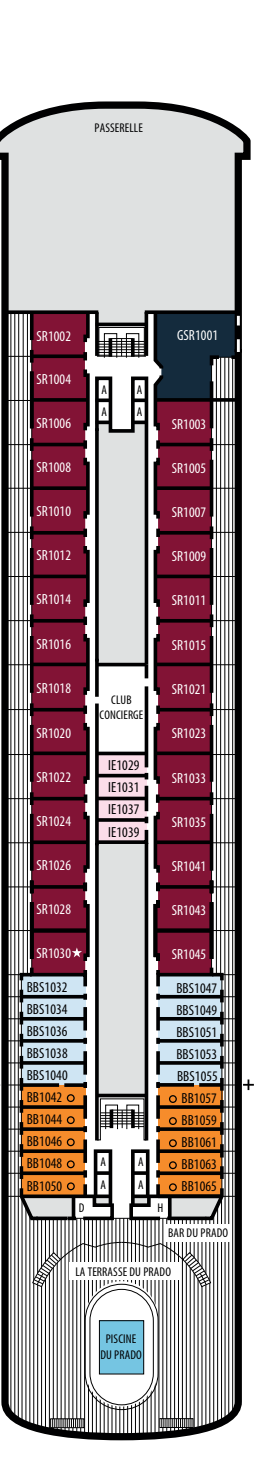 PASSERELLE
SR1002 GSR1001
SR1004 A A
A A
SR1006 SR1003
SR1008 SR1005
SR1010 SR1007
SR1012 SR1009
SR1014 SR1011
SR1016 SR1015
SR1018 SR1021
CLUB
CONCIERGE
SR1020 SR1023
IE1029
SR1022 SR1033
IE1031
IE1037
SR1024 SR1035
IE1039
SR1026 SR1041
SR1028 SR1043
SR1030★ SR1045
BBS1032 BBS1047
BBS1034 BBS1049
BBS1036 BBS1051
BBS1038 BBS1053
BBS1040 BBS1055
BB1042 BB1057
BB1044 BB1059
BB1046 BB1061
BB1048 A A BB1063
BB1050 A A BB1065
D H
BAR DU PRADO
LA TERRASSE DU PRADO
PISCINE
DU PRADO